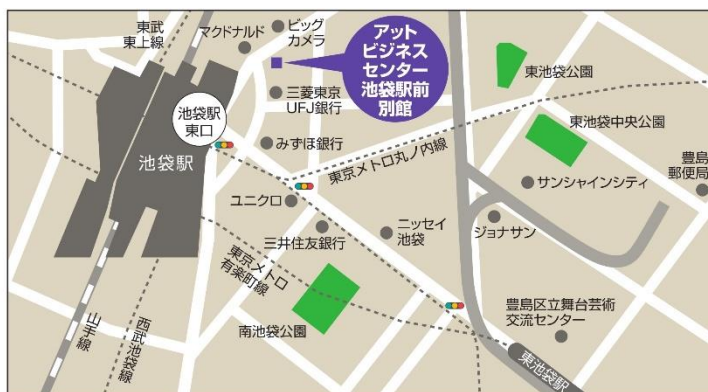 東武
東上線
マクドナルド
ビッグ
カメラ
アット
ビジネス
センター
池袋駅前
別館
三菱東京
UFJ銀行
池袋駅
東口
みずほ銀行
池袋駅
東池袋公園
東池袋中央公園
東京メトロ丸ノ内線
サンシャインシティ
豊島
郵便局
ユニクロ
三井住友銀行
ニッセイ
池袋
ジョナサン
東京メトロ
有楽町線
南池袋公園
豊島区立舞台芸術
交流センター
山手線
西武池袋線
東池袋駅